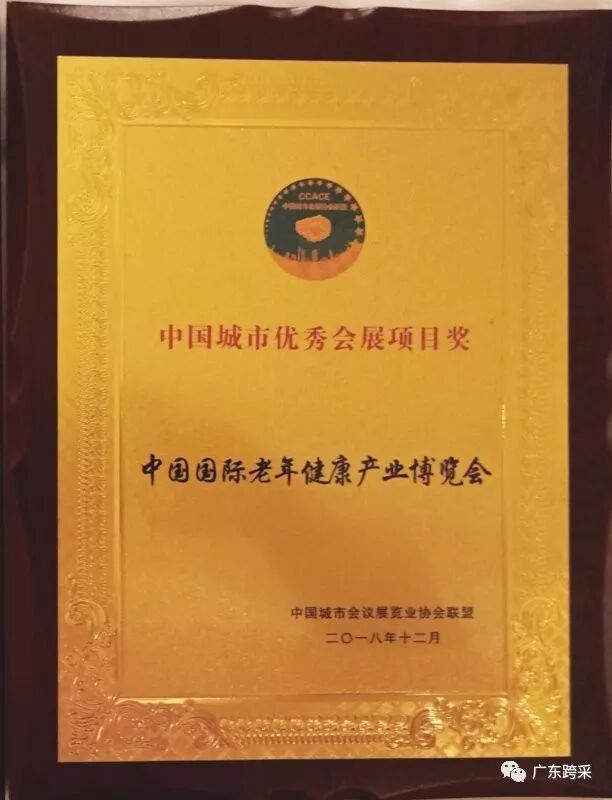 CCACE
中国城市优秀会展项目奖
中国国际老年健康产业博览会
中国城市会议展览业协会联盟
二〇一八年十二月
广东跨采